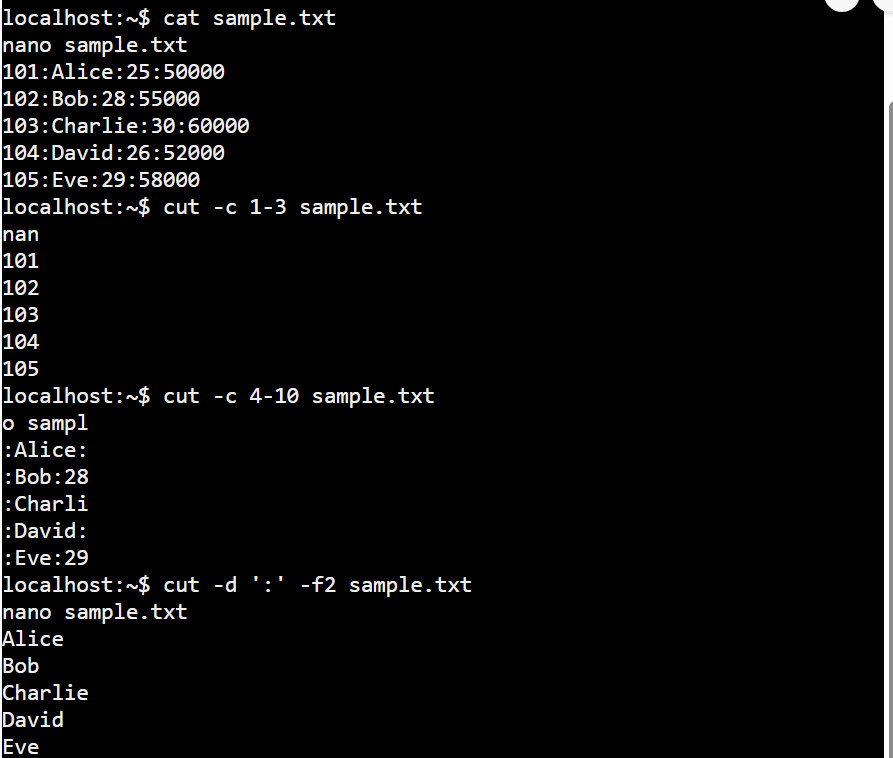 localhost:~$ cat sample.txt
nano sample.txt
101:Alice:25:50000
102:Bob:28:55000
103:Charlie:30:60000
104:David:26:52000
105:Eve:29:58000
localhost:~$ cut -c 1-3 sample.txt
nan
101
102
103
104
105
localhost:~$ cut -c 4-10 sample.txt
o sampl
:Alice:
:Bob:28
:Charli
:David:
:Eve:29
localhost:~$ cut -d ':' -f2 sample.txt
nano sample.txt
Alice
Bob
Charlie
David
Eve